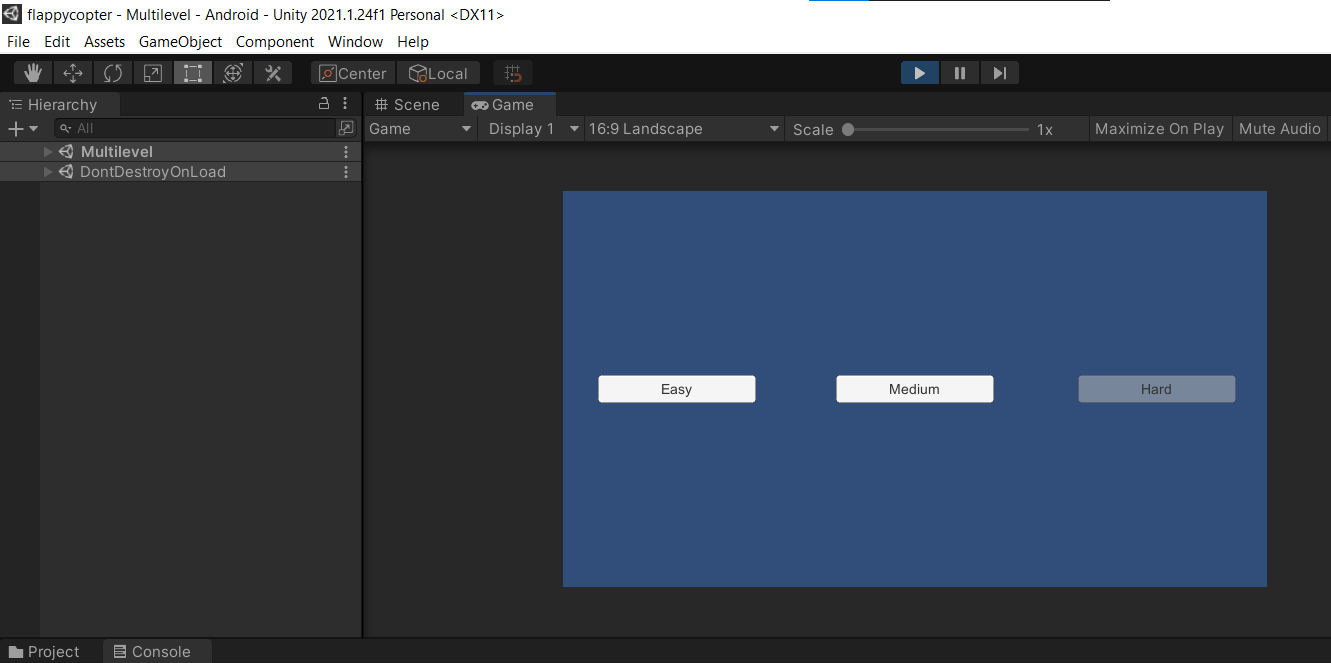 flappycopter - Multilevel - Android - Unity 2021.1.24f1 Personal <DX11>
File Edit Assets GameObject Component Window Help
Center Local
Hierarchy Scene Game
All Game Display 1 16:9 Landscape Scale 1x Maximize On Play Mute Audio
Multilevel
DontDestroyOnLoad
Easy Medium Hard
Project Console